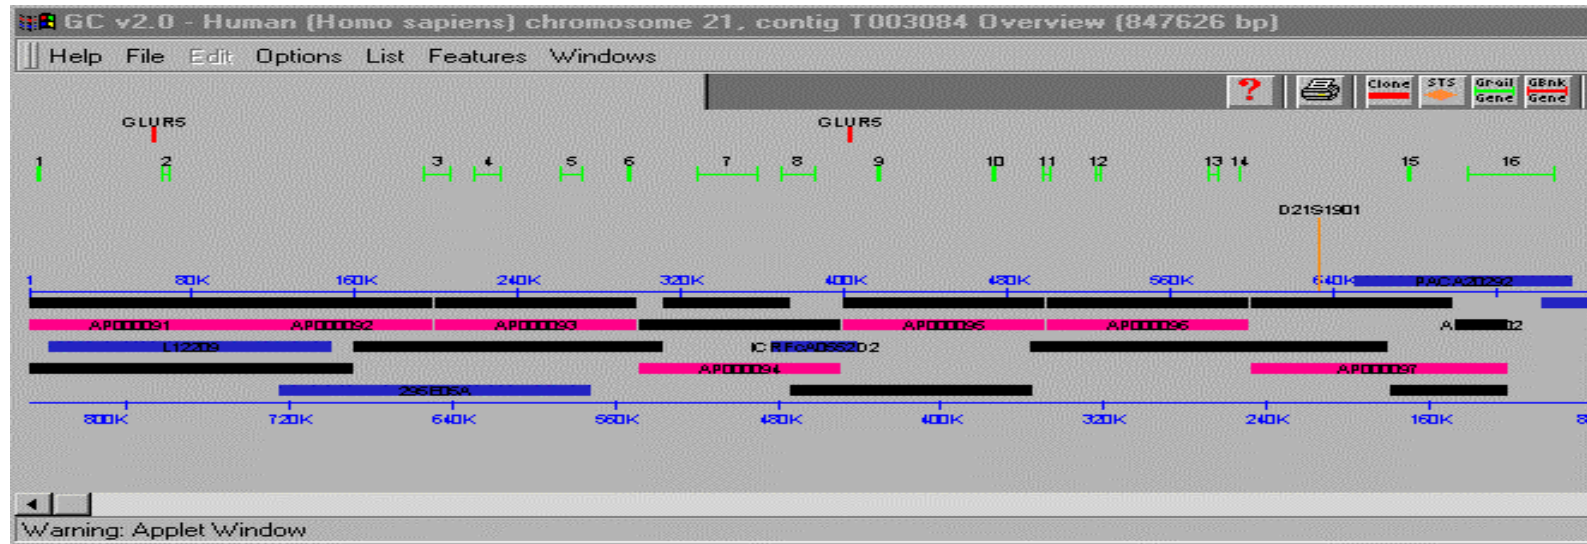 GC v2.0 - Human (Homo sapiens) chromosome 21, contig T003084 Overview (847626 bp)
Help File Edit Options List Features Windows
? Clone STS Grail Gene GBnk Gene
GLUR5 GLUR5
1 2 3 4 5 6 7 8 9 10 11 12 13 14 15 16
D21S1901
1 80K 160K 240K 320K 400K 480K 560K 640K
AP000091 AP000092 AP000093 AP000095 AP000096
L12209
AP000094 AP000097
295E05A
800K 720K 640K 560K 480K 400K 320K 240K 160K 8
Warning: Applet Window